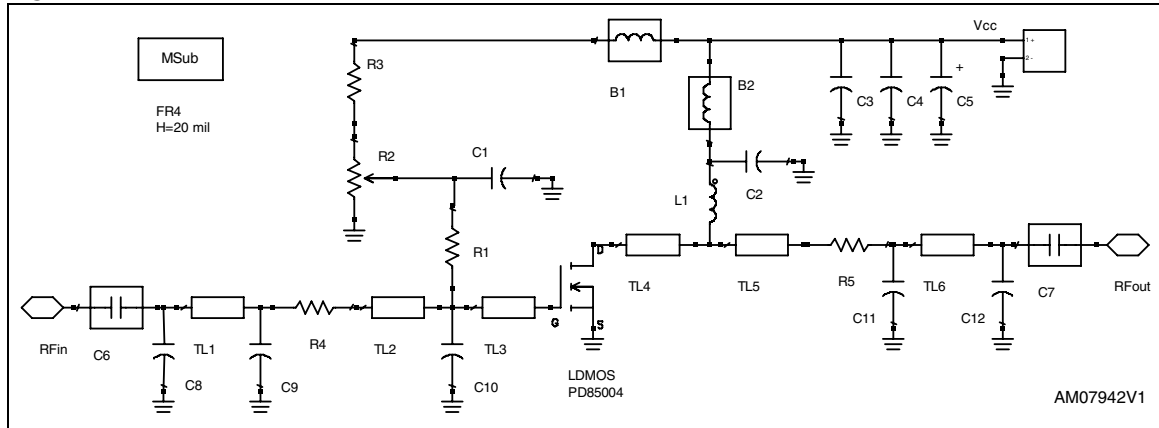 MSub
FR4
H=20 mil
R3
B1
B2
Vcc
1 +
2 -
C3
C4
+
C5
R2
C1
C2
L1
R1
D
G
S
TL4
TL5
R5
TL6
C7
RFout
C11
C12
RFin
C6
TL1
R4
TL2
TL3
C8
C9
C10
LDMOS
PD85004
AM07942V1